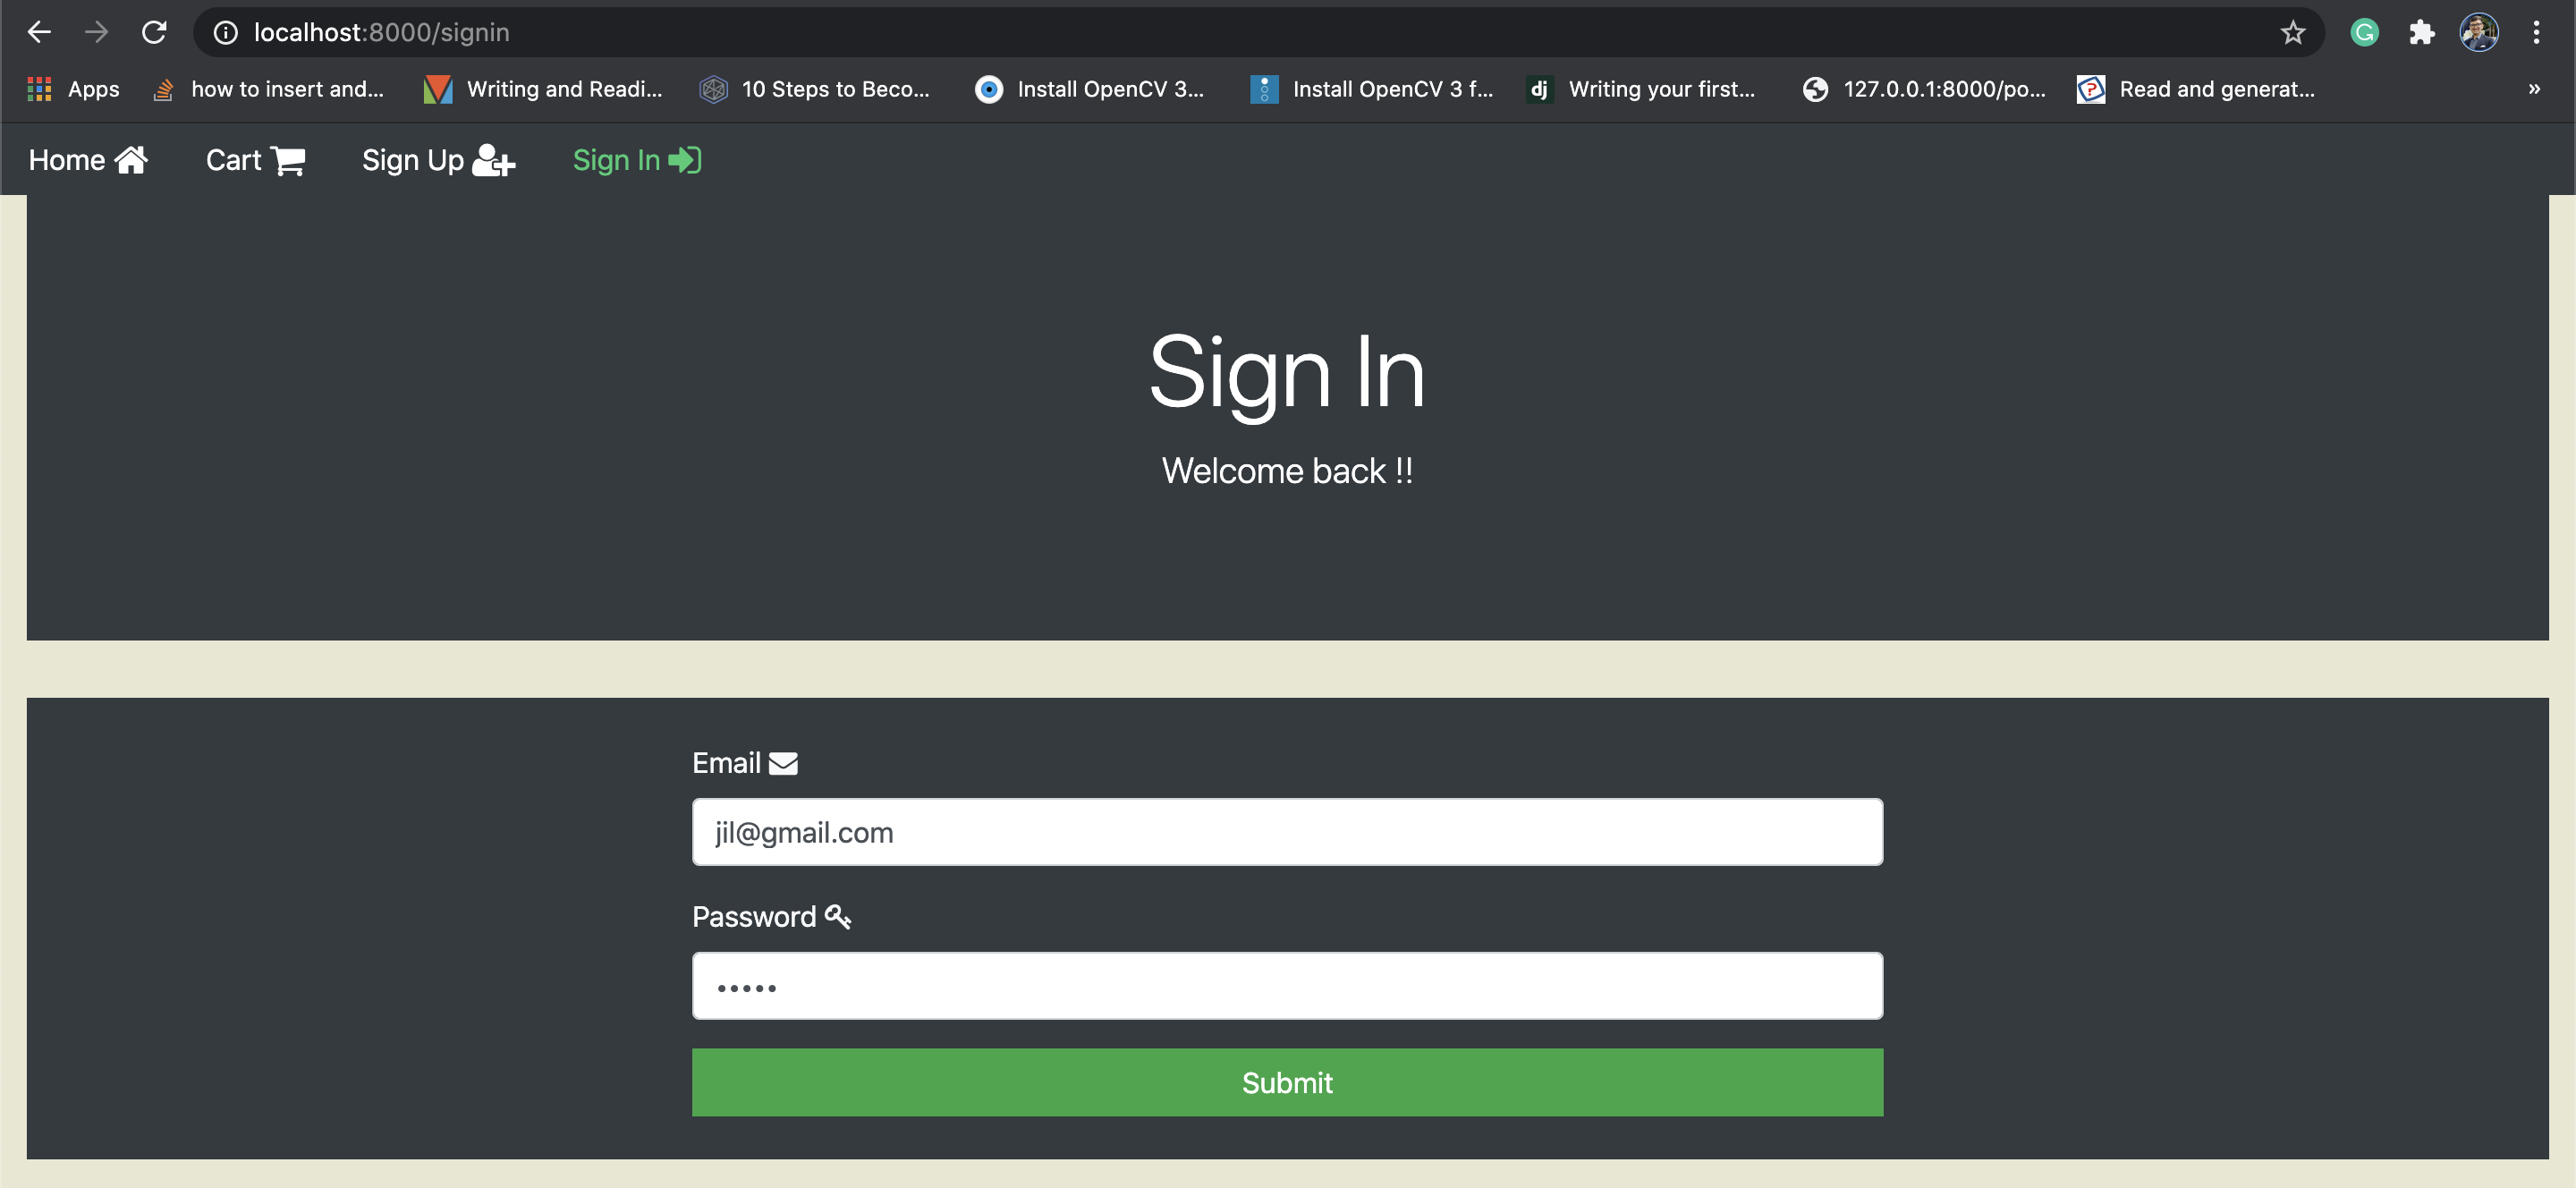 localhost:8000/signin
Apps how to insert and... Writing and Readi... 10 Steps to Beco... Install OpenCV 3... Install OpenCV 3 f... dj Writing your first... 127.0.0.1:8000/po... ? Read and generat... »
Home Cart Sign Up Sign In
Sign In
Welcome back !!
Email
jil@gmail.com
Password
•••••
Submit